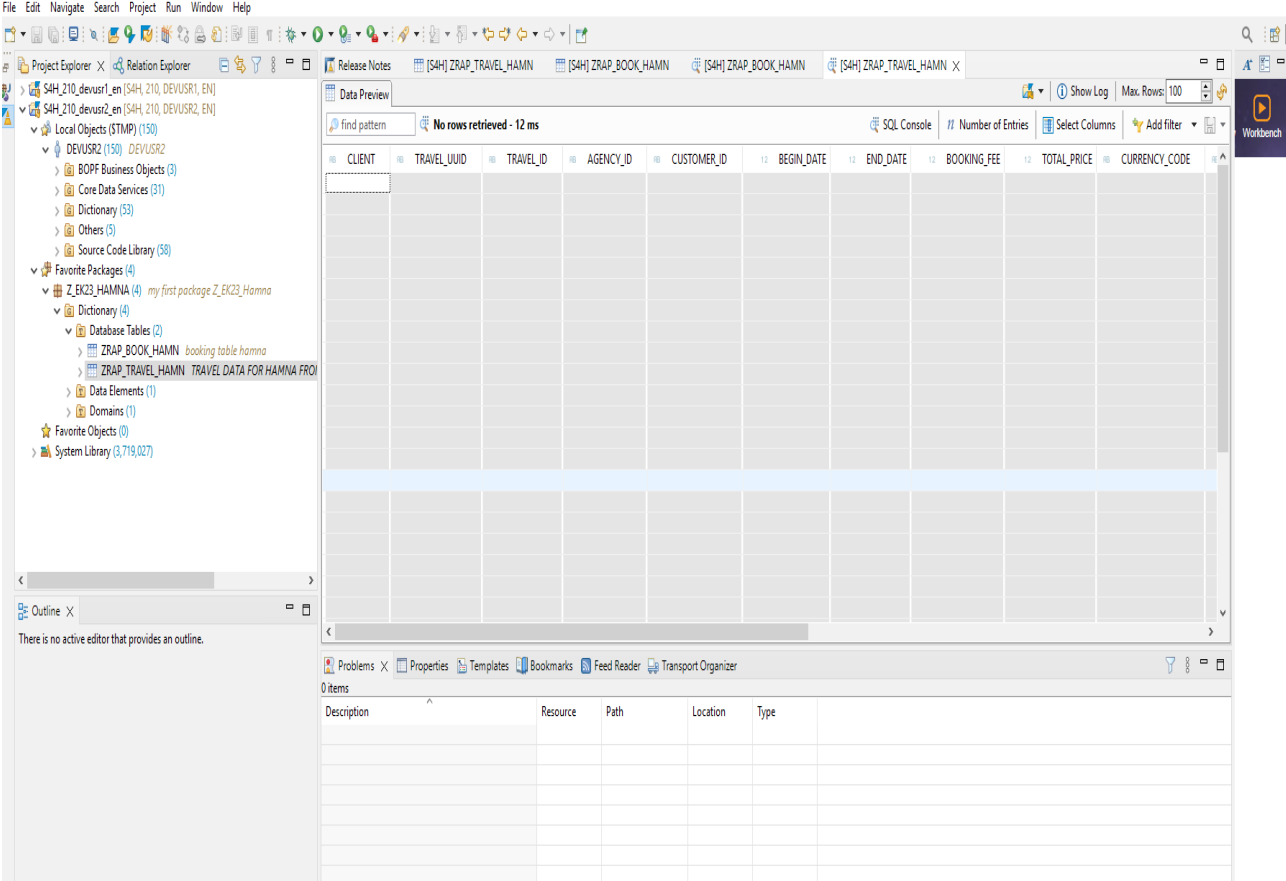 File Edit Navigate Search Project Run Window Help
Project Explorer Relation Explorer
S4H_210_devusr1_en [S4H, 210, DEVUSR1, EN]
S4H_210_devusr2_en [S4H, 210, DEVUSR2, EN]
Local Objects ($TMP) (150)
DEVUSR2 (150) DEVUSR2
BOPF Business Objects (3)
Core Data Services (31)
Dictionary (53)
Others (5)
Source Code Library (58)
Favorite Packages (4)
Z_EK23_HAMNA (4) my first package Z_EK23_Hamna
Dictionary (4)
Database Tables (2)
ZRAP_BOOK_HAMN booking table hamna
ZRAP_TRAVEL_HAMN TRAVEL DATA FOR HAMNA FRO
Data Elements (1)
Domains (1)
Favorite Objects (0)
System Library (3,719,027)
Outline
There is no active editor that provides an outline.
Release Notes [S4H] ZRAP_TRAVEL_HAMN [S4H] ZRAP_BOOK_HAMN [S4H] ZRAP_BOOK_HAMN [S4H] ZRAP_TRAVEL_HAMN
Data Preview Show Log Max. Rows: 100
find pattern No rows retrieved - 12 ms SQL Console Number of Entries Select Columns Add filter
CLIENT TRAVEL_UUID TRAVEL_ID AGENCY_ID CUSTOMER_ID 12 BEGIN_DATE 12 END_DATE 12 BOOKING_FEE 12 TOTAL_PRICE CURRENCY_CODE
Problems Properties Templates Bookmarks Feed Reader Transport Organizer
0 items
Description Resource Path Location Type
Workbench